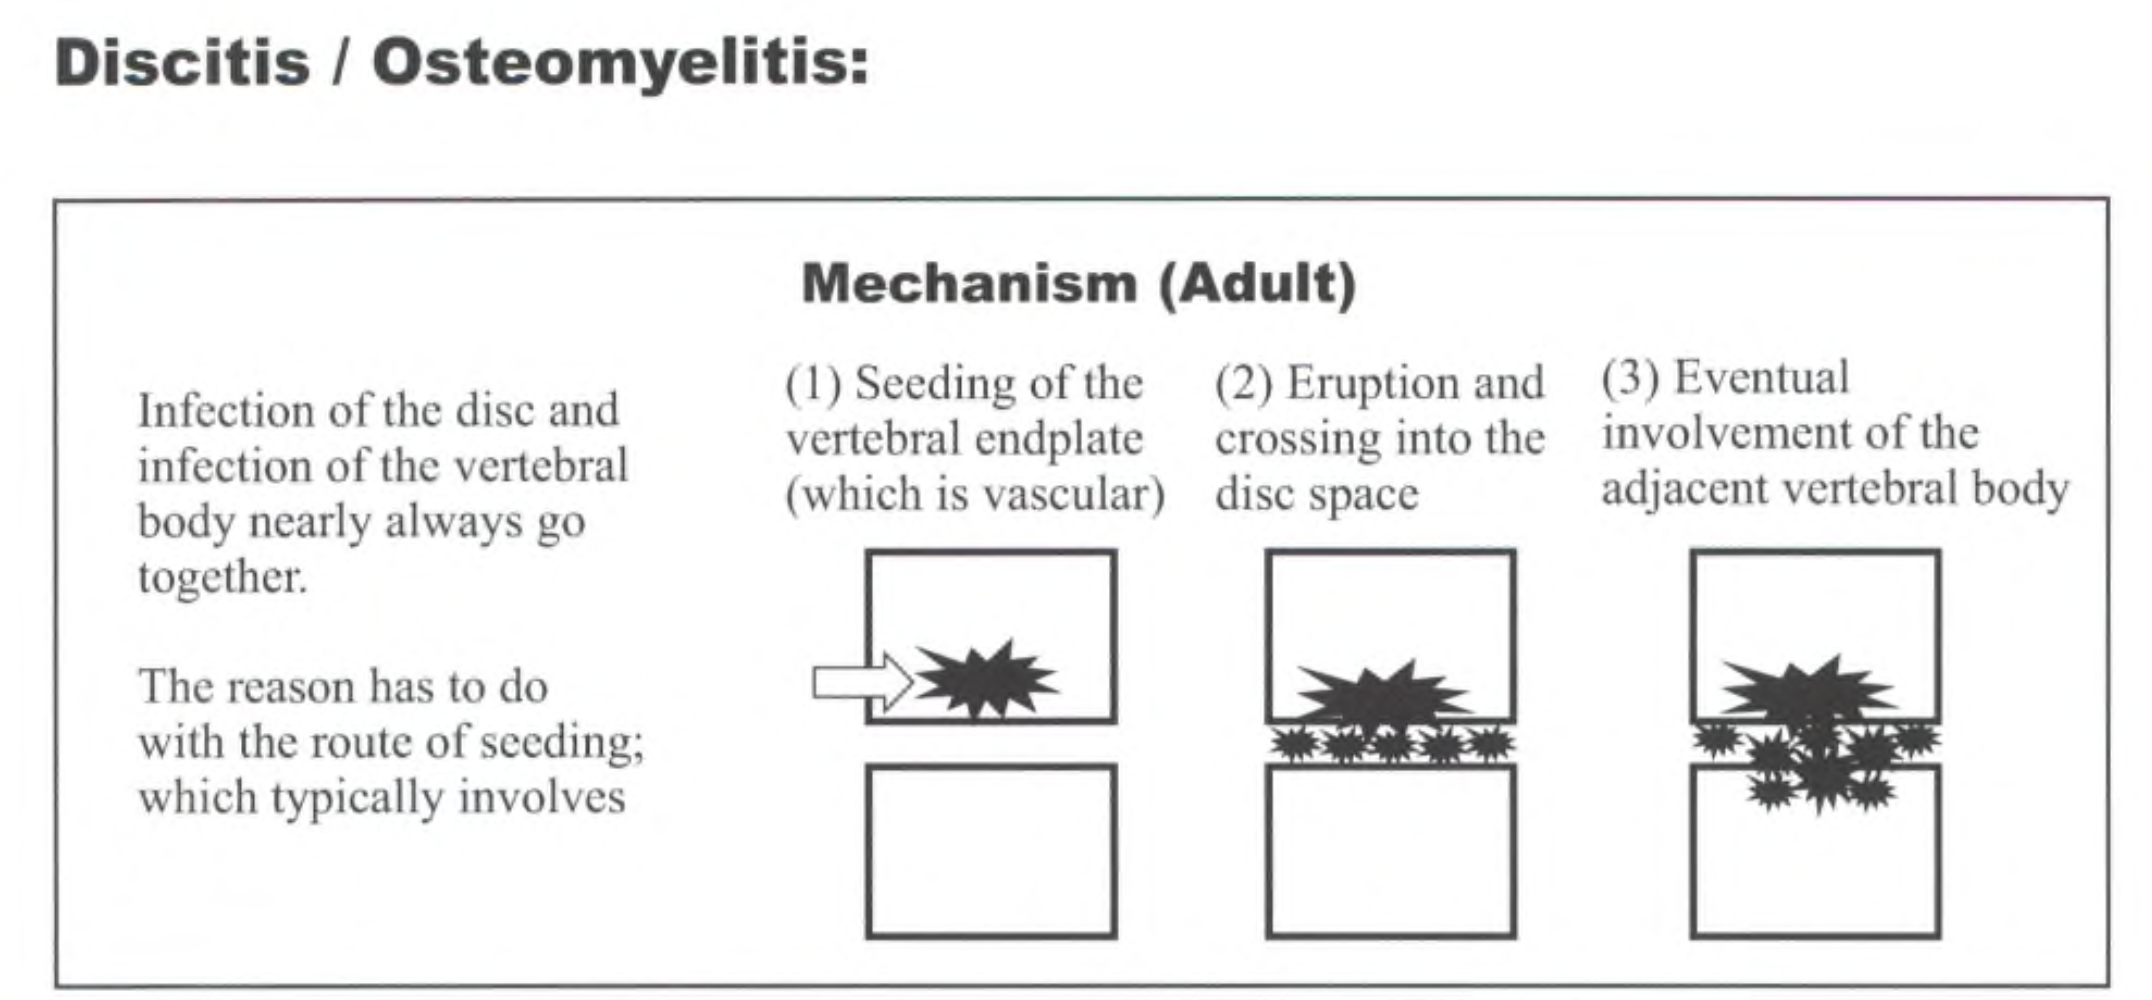 Discitis / Osteomyelitis:
Mechanism (Adult)
Infection of the disc and
infection of the vertebral
body nearly always go
together.
The reason has to do
with the route of seeding;
which typically involves
(1) Seeding of the
vertebral endplate
(which is vascular)
(2) Eruption and
crossing into the
disc space
(3) Eventual
involvement of the
adjacent vertebral body